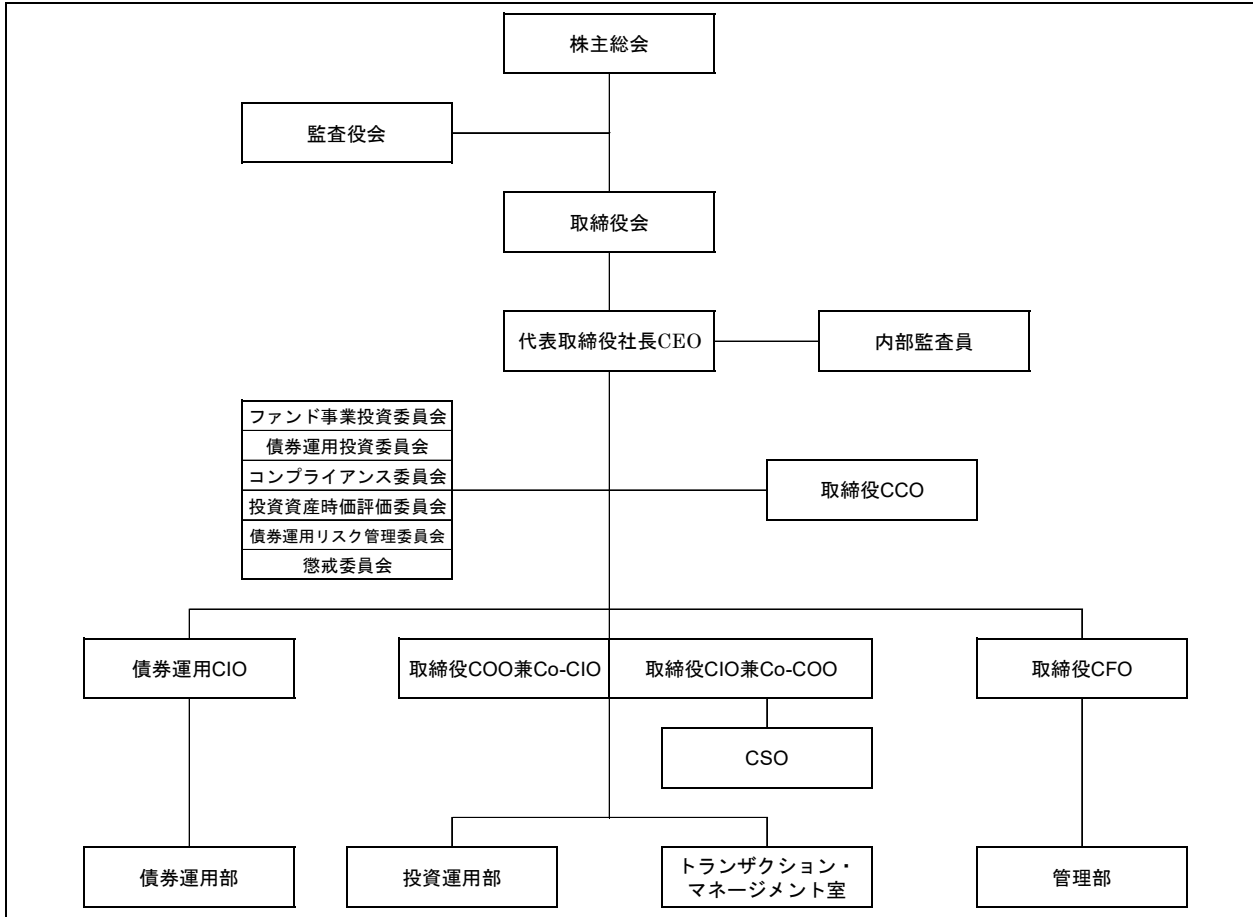 株主総会
監査役会
取締役会
代表取締役社長CEO
内部監査員
ファンド事業投資委員会
債券運用投資委員会
コンプライアンス委員会
投資資産時価評価委員会
債券運用リスク管理委員会
懲戒委員会
取締役CCO
債券運用CIO
取締役COO兼Co-CIO
取締役CIO兼Co-COO
取締役CFO
CSO
債券運用部
投資運用部
トランザクション・
マネージメント室
管理部